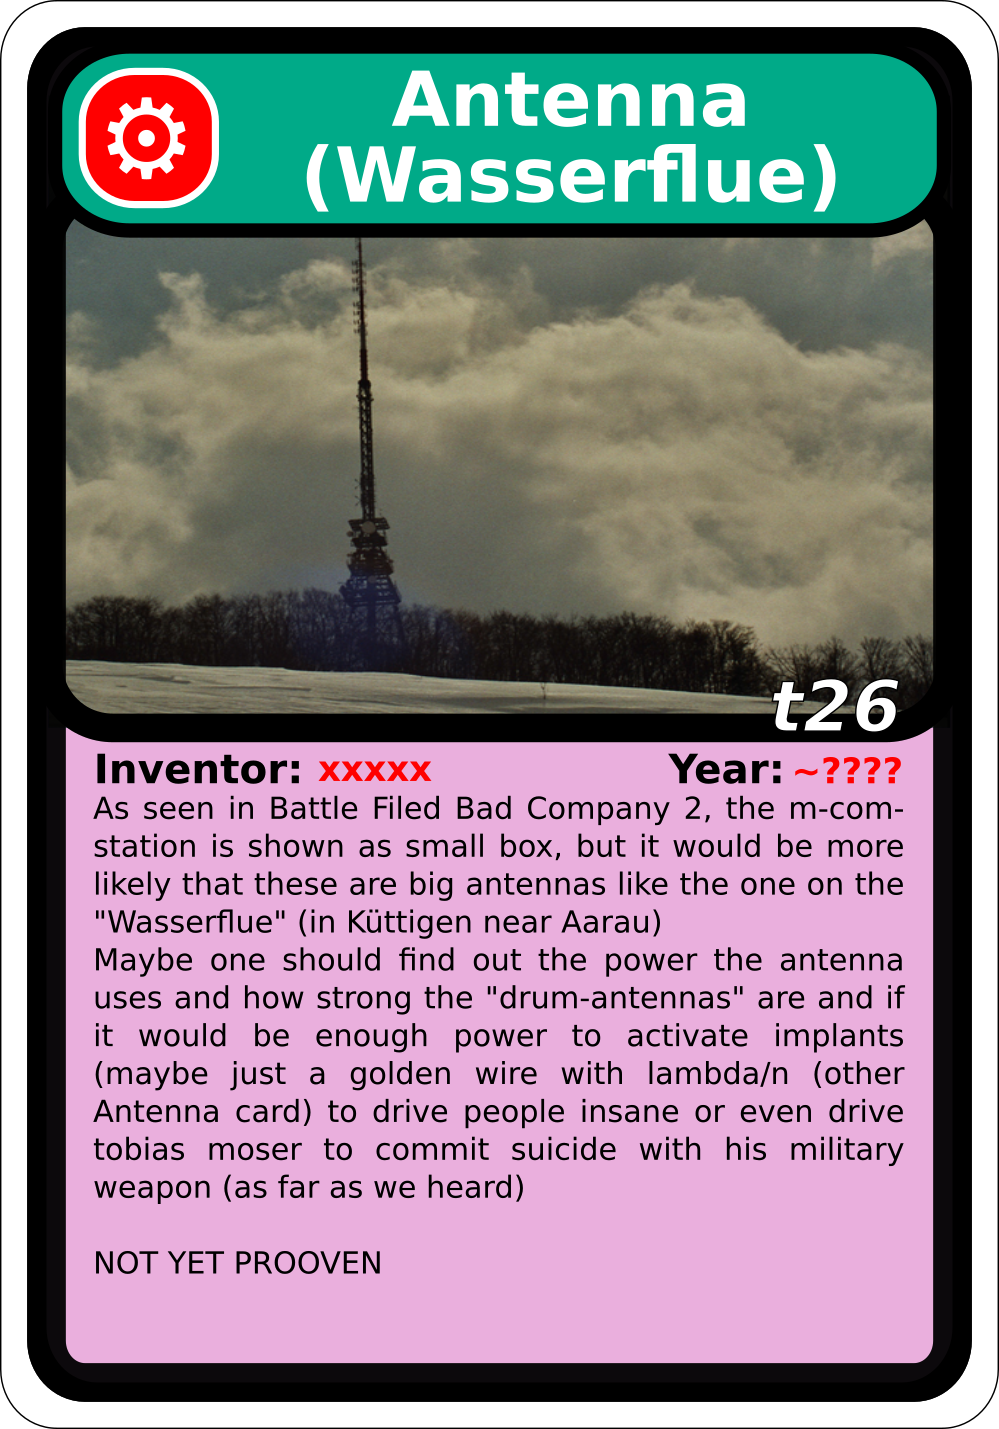 Antenna
(Wasserflue)
t26
Inventor: xxxxx Year: ~????
As seen in Battle Filed Bad Company 2, the m-com-
station is shown as small box, but it would be more
likely that these are big antennas like the one on the
"Wasserflue" (in Küttigen near Aarau)
Maybe one should find out the power the antenna
uses and how strong the "drum-antennas" are and if
it would be enough power to activate implants
(maybe just a golden wire with lambda/n (other
Antenna card) to drive people insane or even drive
tobias moser to commit suicide with his military
weapon (as far as we heard)
NOT YET PROOVEN